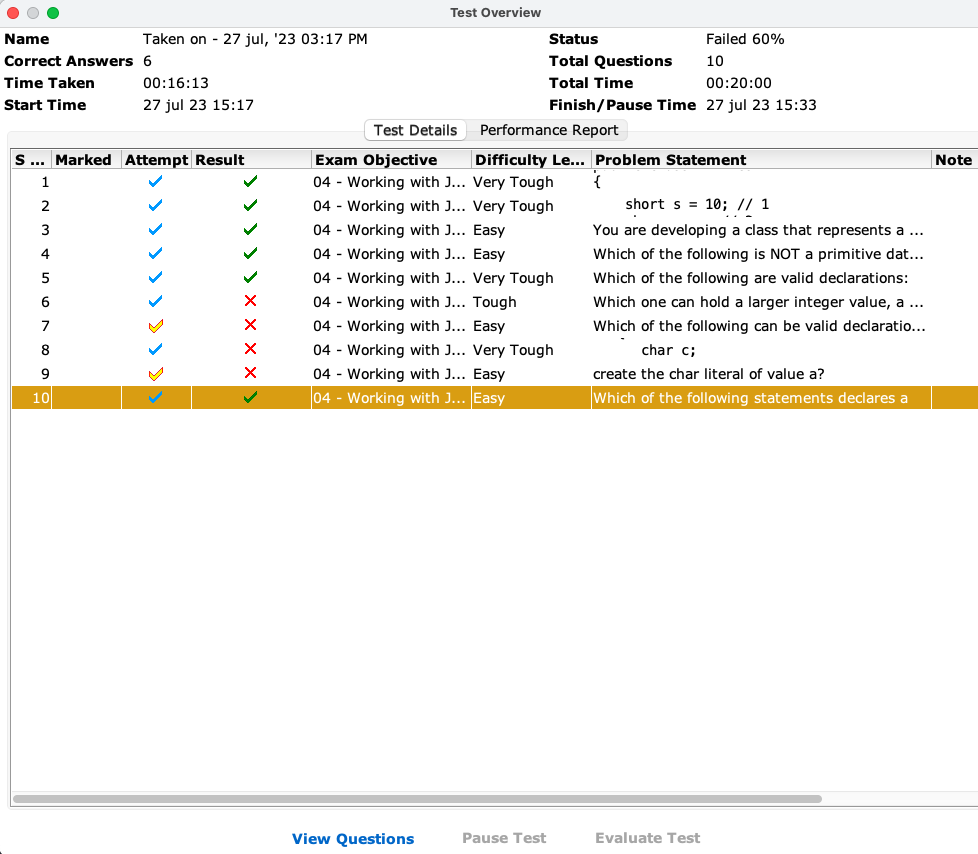 Test Overview
Name Taken on - 27 jul, '23 03:17 PM Status Failed 60%
Correct Answers 6 Total Questions 10
Time Taken 00:16:13 Total Time 00:20:00
Start Time 27 jul 23 15:17 Finish/Pause Time 27 jul 23 15:33
Test Details Performance Report
S ... Marked Attempt Result Exam Objective Difficulty Le... Problem Statement Note
1 04 - Working with J... Very Tough {
2 04 - Working with J... Very Tough short s = 10; // 1
3 04 - Working with J... Easy You are developing a class that represents a ...
4 04 - Working with J... Easy Which of the following is NOT a primitive dat...
5 04 - Working with J... Very Tough Which of the following are valid declarations:
6 04 - Working with J... Tough Which one can hold a larger integer value, a ...
7 04 - Working with J... Easy Which of the following can be valid declaratio...
8 04 - Working with J... Very Tough char c;
9 04 - Working with J... Easy create the char literal of value a?
10 04 - Working with J... Easy Which of the following statements declares a
View Questions Pause Test Evaluate Test